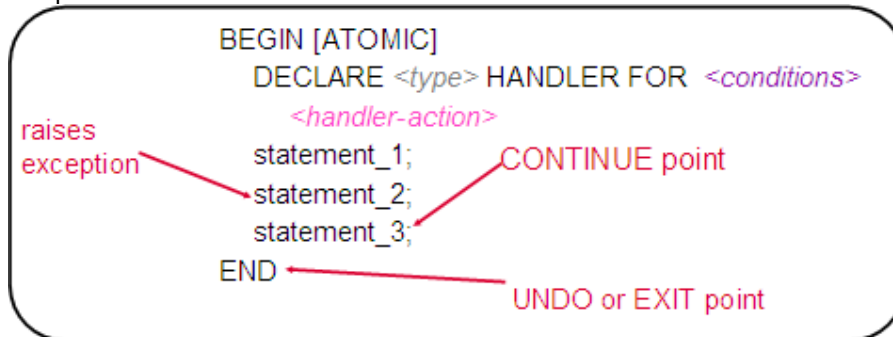 BEGIN [ATOMIC]
DECLARE <type> HANDLER FOR <conditions>
<handler-action>
raises
exception
statement_1;
CONTINUE point
statement_2;
statement_3;
END
UNDO or EXIT point